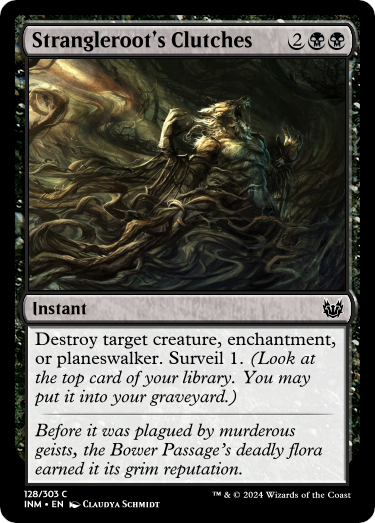 Strangleroot's Clutches 2
Instant
Destroy target creature, enchantment,
or planeswalker. Surveil 1. (Look at
the top card of your library. You may
put it into your graveyard.)
Before it was plagued by murderous
geists, the Bower Passage's deadly flora
earned it its grim reputation.
128/303 C
INM • EN Claudya Schmidt
™ & © 2024 Wizards of the Coast